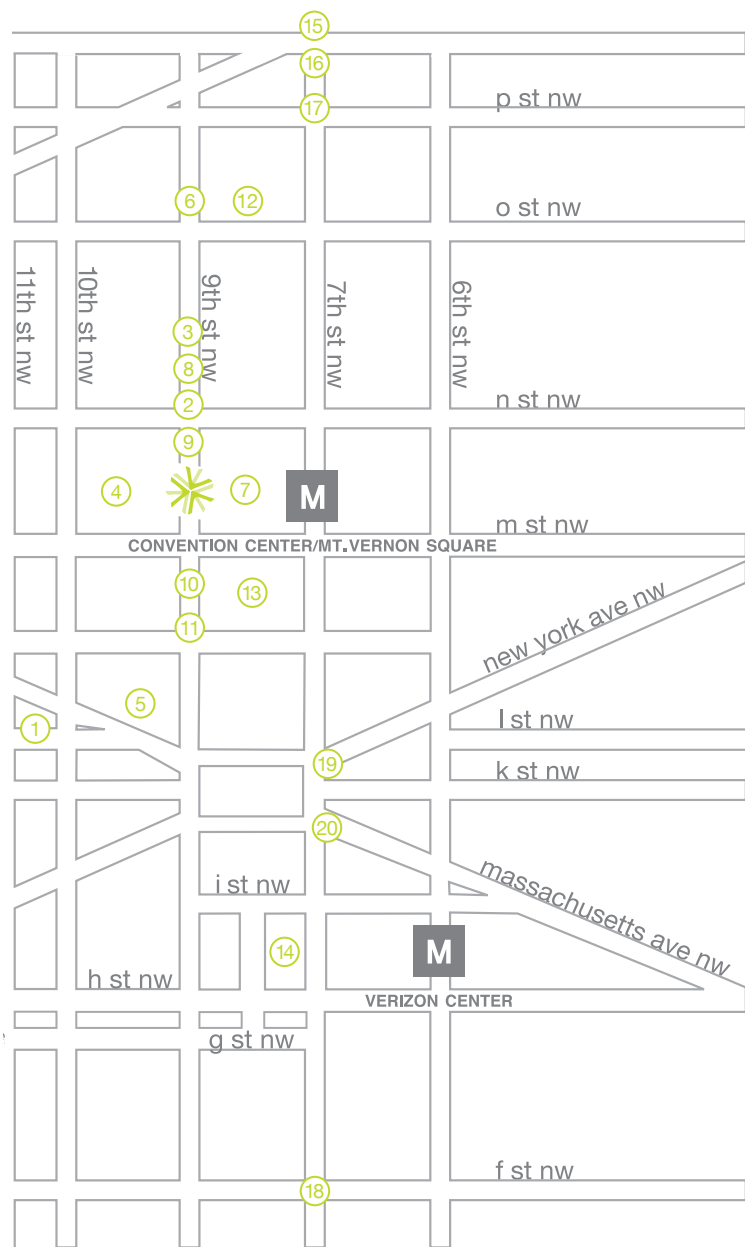 15
16
p st nw
17
6
12
o st nw
11th st nw
10th st nw
9th st nw
7th st nw
6th st nw
3
8
2
n st nw
9
4
7
M
m st nw
CONVENTION CENTER/MT.VERNON SQUARE
10
13
11
new york ave nw
5
1
l st nw
19
k st nw
20
i st nw
massachusetts ave nw
14
M
h st nw
VERIZON CENTER
g st nw
f st nw
18